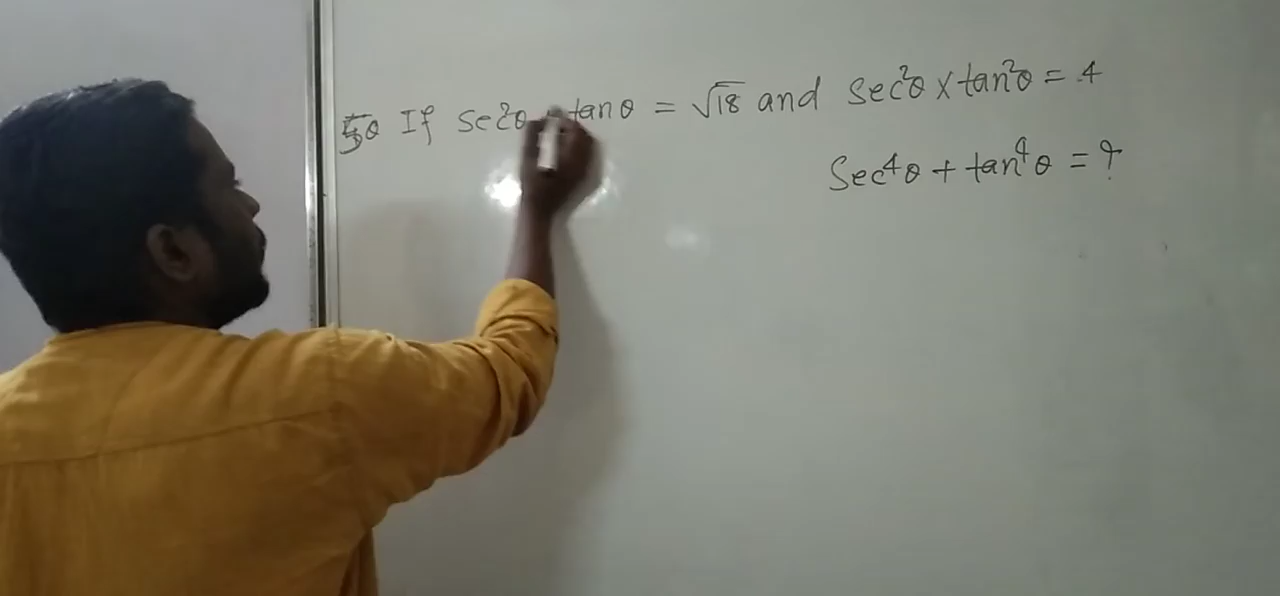 50 If sec²θ tanθ = √18 and sec²θ × tan²θ = 4
Sec⁴θ + tan⁴θ = ?